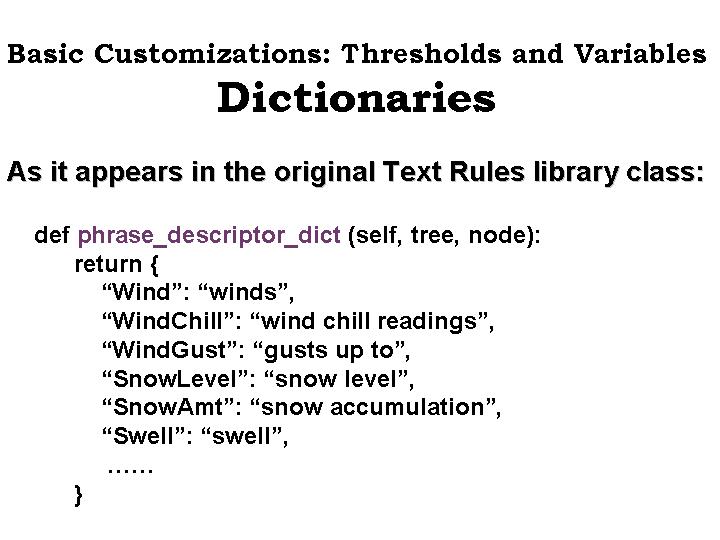 Basic Customizations: Thresholds and Variables
Dictionaries
As it appears in the original Text Rules library class:
def phrase_descriptor_dict (self, tree, node):
return {
“Wind”: “winds”,
“Wind.Chill”: “wind chill readings”,
“Wind.Gust”: “gusts up to”,
“Snow.Level”: “snow level”,
“Snow.Amt”: “snow accumulation”,
“Swell”: “swell”,
……
}